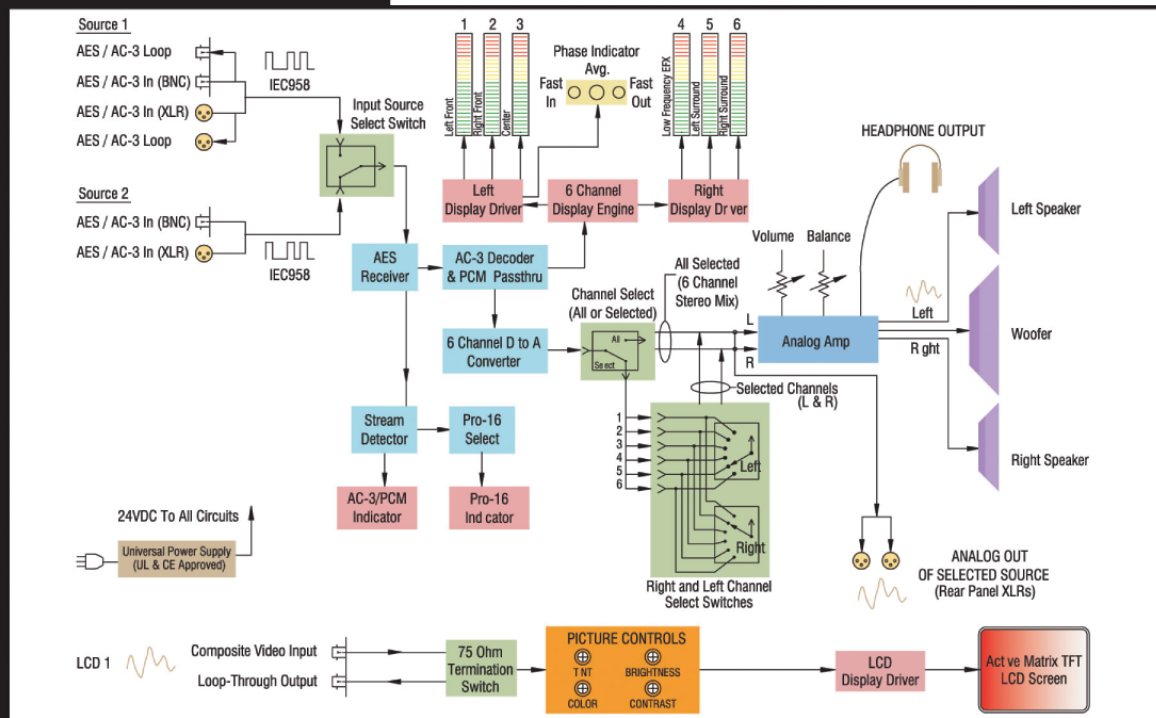 Source 1
AES / AC-3 Loop
AES / AC-3 In (BNC)
AES / AC-3 In (XLR)
AES / AC-3 Loop
IEC958
Input Source
Select Switch
Source 2
AES / AC-3 In (BNC)
AES / AC-3 In (XLR)
IEC958
1 2 3
Left Front
Right Front
Center
Phase Indicator
Avg.
Fast
In
Fast
Out
4 5 6
Low Frequency EFX
Left Surround
Right Surround
Left
Display Driver
6 Channel
Display Engine
Right
Display Dr ver
AES
Receiver
AC-3 Decoder
& PCM Passthru
6 Channel D to A
Converter
Channel Select
(All or Selected)
All
Select
All Selected
(6 Channel
Stereo Mix)
Volume
Balance
HEADPHONE OUTPUT
L
R
Analog Amp
Left
R ght
Left Speaker
Woofer
Right Speaker
Selected Channels
(L & R)
1
2
3
4
5
6
Left
Right
Right and Left Channel
Select Switches
Stream
Detector
Pro-16
Select
AC-3/PCM
Indicator
Pro-16
Ind cator
24VDC To All Circuits
Universal Power Supply
(UL & CE Approved)
ANALOG OUT
OF SELECTED SOURCE
(Rear Panel XLRs)
LCD 1
Composite Video Input
Loop-Through Output
75 Ohm
Termination
Switch
PICTURE CONTROLS
T NT
BRIGHTNESS
COLOR
CONTRAST
LCD
Display Driver
Act ve Matrix TFT
LCD Screen